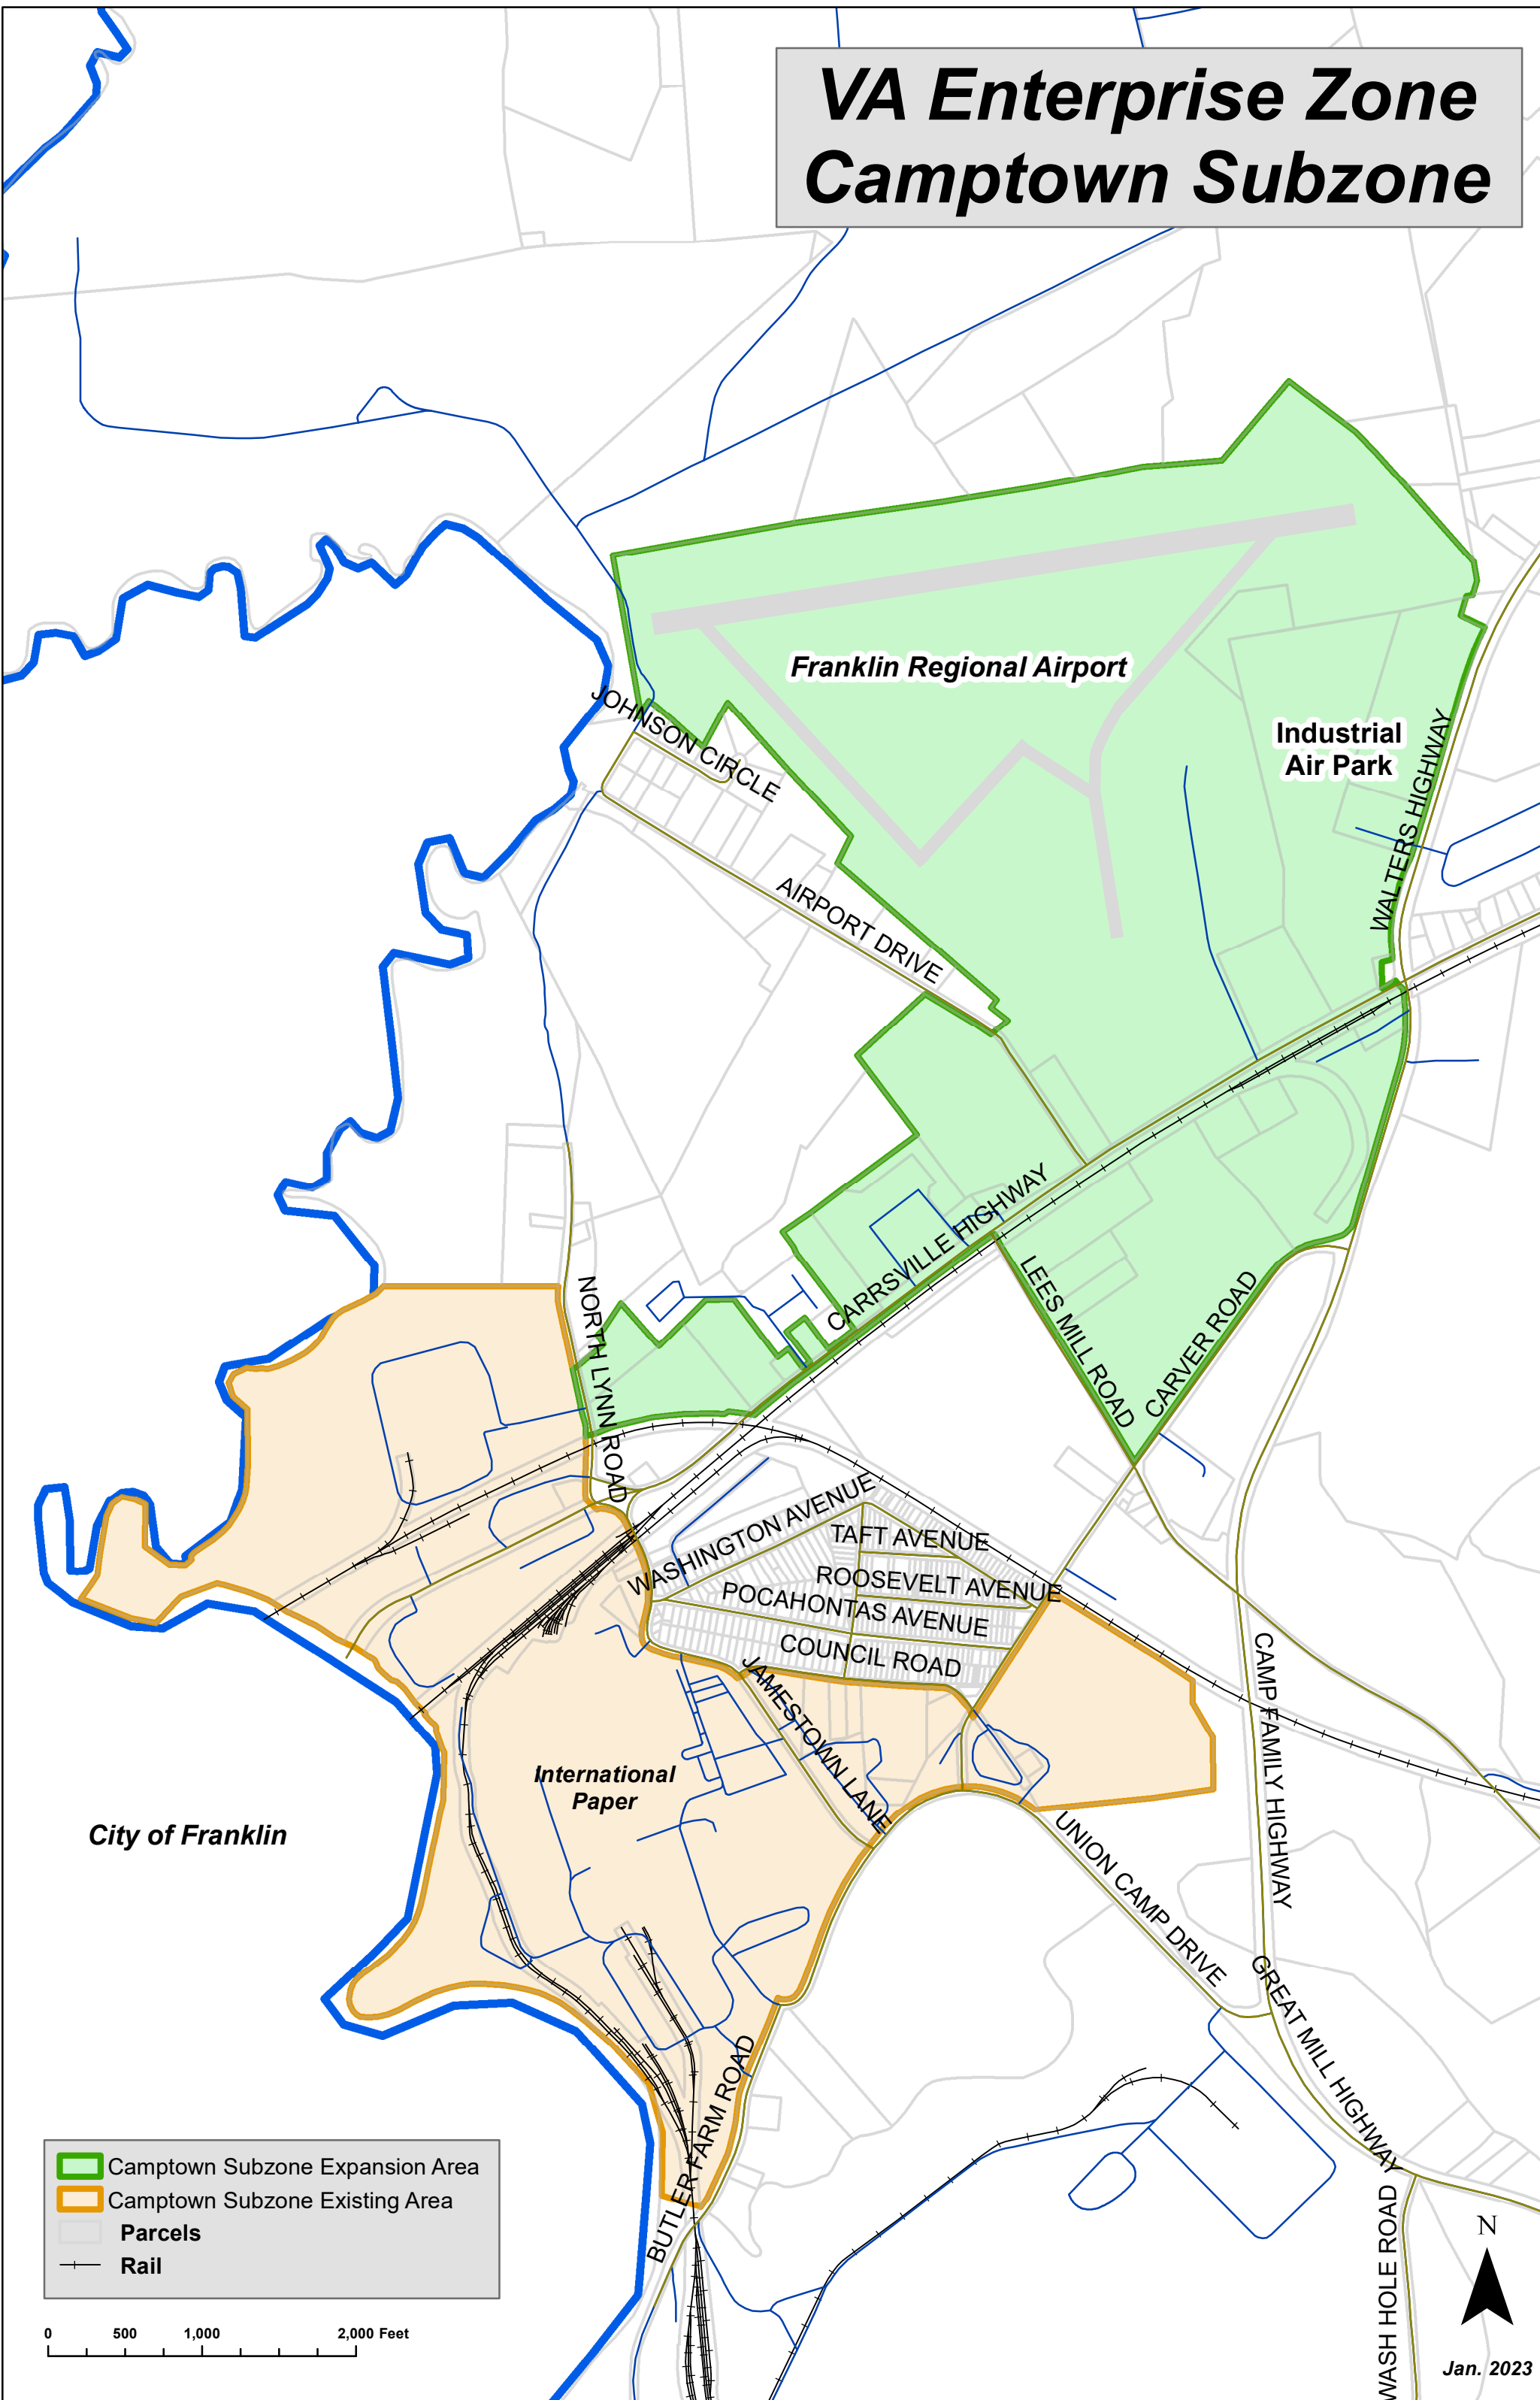 VA Enterprise Zone
Camptown Subzone
Franklin Regional Airport
Industrial
Air Park
JOHNSON CIRCLE
WALTERS HIGHWAY
AIRPORT DRIVE
CARRSVILLE HIGHWAY
LEES MILL ROAD
CARVER ROAD
NORTH LYNN ROAD
WASHINGTON AVENUE
TAFT AVENUE
ROOSEVELT AVENUE
POCAHONTAS AVENUE
COUNCIL ROAD
JAMESTOWN LANE
CAMP FAMILY HIGHWAY
International
Paper
City of Franklin
UNION CAMP DRIVE
GREAT MILL HIGHWAY
BUTLER FARM ROAD
WASH HOLE ROAD
Camptown Subzone Expansion Area
Camptown Subzone Existing Area
Parcels
Rail
0 500 1,000 2,000 Feet
N
Jan. 2023